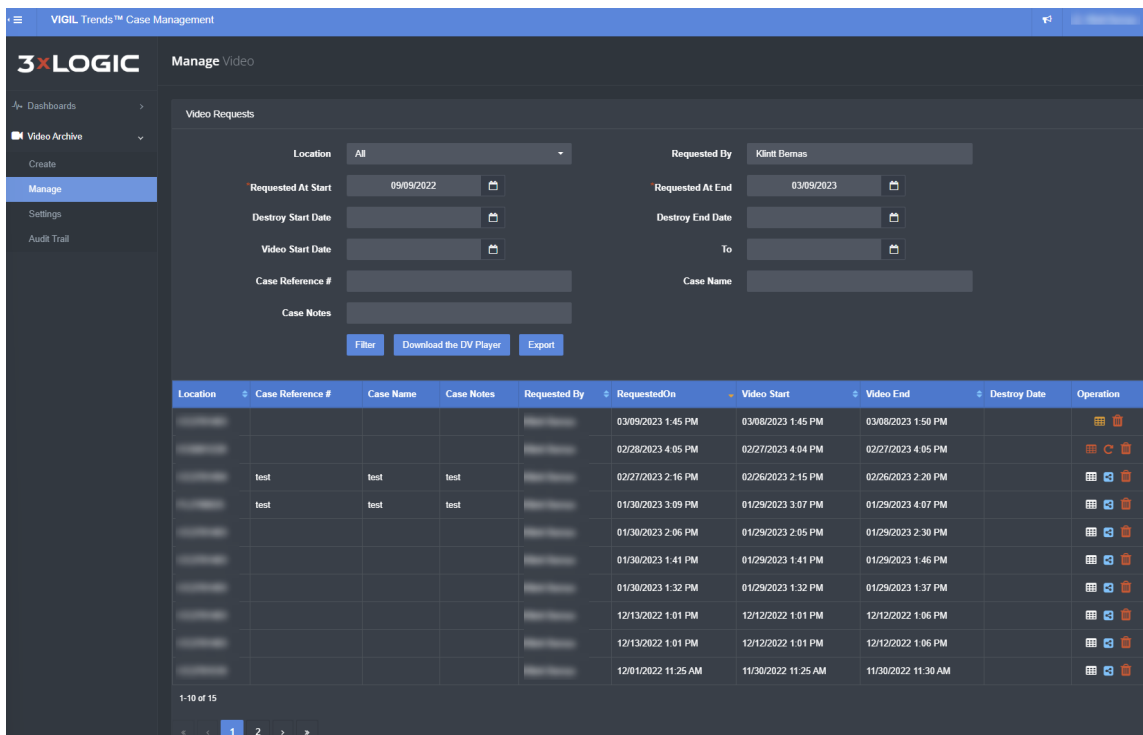 VIGIL Trends™ Case Management
3xLOGIC
Manage Video
Dashboards
Video Archive
Create
Manage
Settings
Audit Trail
Video Requests
Location All Requested By Klintt Bernas
*Requested At Start 09/09/2022 *Requested At End 03/09/2023
Destroy Start Date Destroy End Date
Video Start Date To
Case Reference # Case Name
Case Notes
Filter Download the DV Player Export
Location Case Reference # Case Name Case Notes Requested By RequestedOn Video Start Video End Destroy Date Operation
03/09/2023 1:45 PM 03/08/2023 1:45 PM 03/08/2023 1:50 PM
02/28/2023 4:05 PM 02/27/2023 4:04 PM 02/27/2023 4:05 PM
test test test 02/27/2023 2:16 PM 02/26/2023 2:15 PM 02/26/2023 2:20 PM
test test test 01/30/2023 3:09 PM 01/29/2023 3:07 PM 01/29/2023 4:07 PM
01/30/2023 2:06 PM 01/29/2023 2:05 PM 01/29/2023 2:30 PM
01/30/2023 1:41 PM 01/29/2023 1:41 PM 01/29/2023 1:46 PM
01/30/2023 1:32 PM 01/29/2023 1:32 PM 01/29/2023 1:37 PM
12/13/2022 1:01 PM 12/12/2022 1:01 PM 12/12/2022 1:06 PM
12/13/2022 1:01 PM 12/12/2022 1:01 PM 12/12/2022 1:06 PM
12/01/2022 11:25 AM 11/30/2022 11:25 AM 11/30/2022 11:30 AM
1-10 of 15
« ‹ 1 2 › »